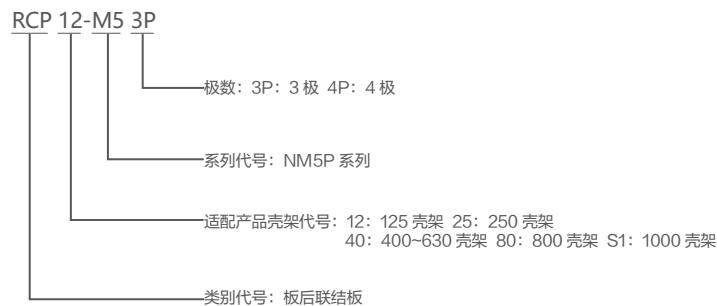 RCP 12-M5 3P
极数：3P：3 极 4P：4 极
系列代号：NM5P 系列
适配产品壳架代号：12：125 壳架 25：250 壳架
40：400~630 壳架 80：800 壳架 S1：1000 壳架
类别代号：板后联结板